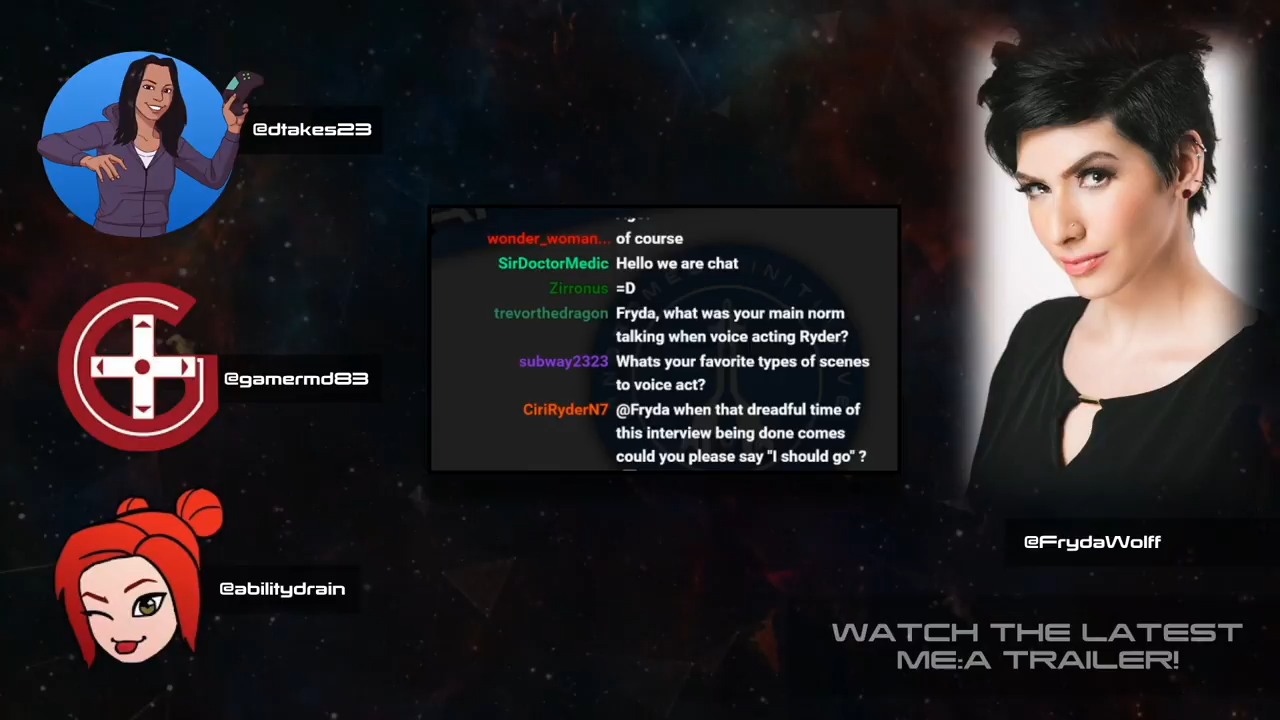 @dtakes23
@gamermd83
@abilitydrain
wonder_woman... of course
SirDoctorMedic Hello we are chat
Zirronus =D
trevorthedragon Fryda, what was your main norm
talking when voice acting Ryder?
subway2323 Whats your favorite types of scenes
to voice act?
CiriRyderN7 @Fryda when that dreadful time of
this interview being done comes
could you please say "I should go" ?
@FrydaWolff
WATCH THE LATEST
ME:A TRAILER!